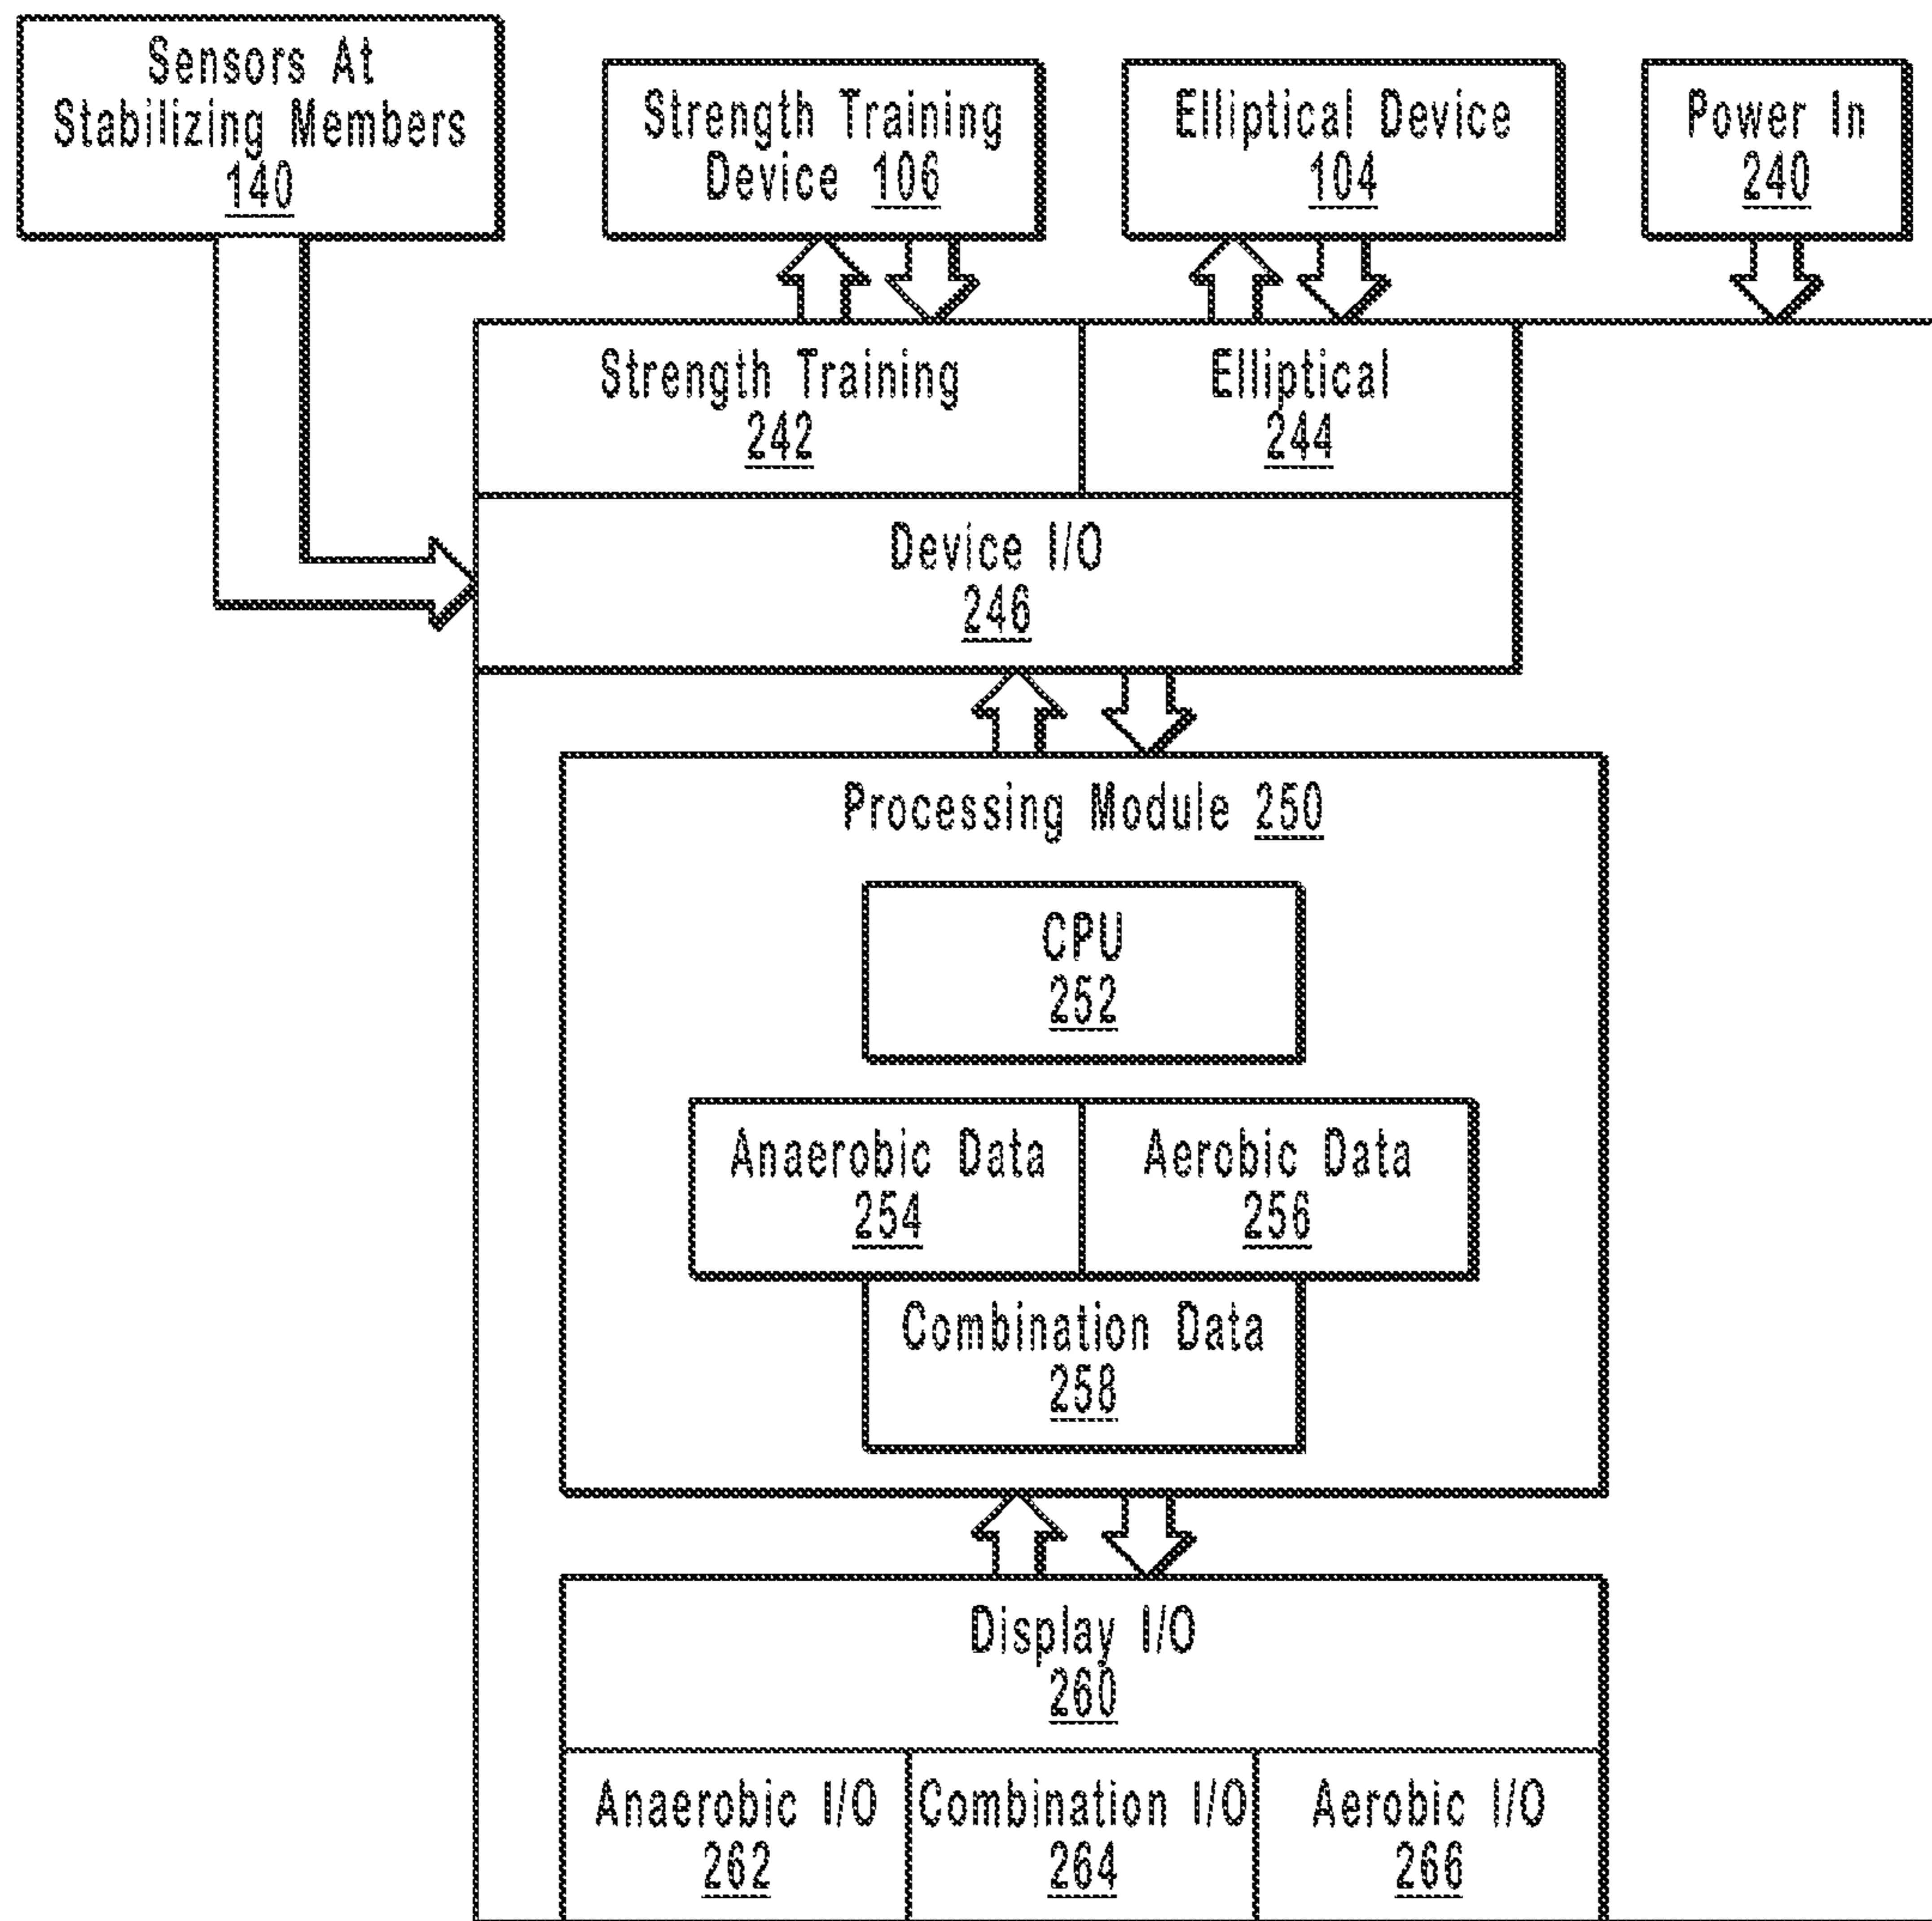 Sensors At
Stabilizing Members
140
Strength Training
Device 106
Elliptical Device
104
Power In
240
Strength Training
242
Elliptical
244
Device I/O
246
Processing Module 250
CPU
252
Anaerobic Data
254
Aerobic Data
256
Combination Data
258
Display I/O
260
Anaerobic I/O
262
Combination I/O
264
Aerobic I/O
266